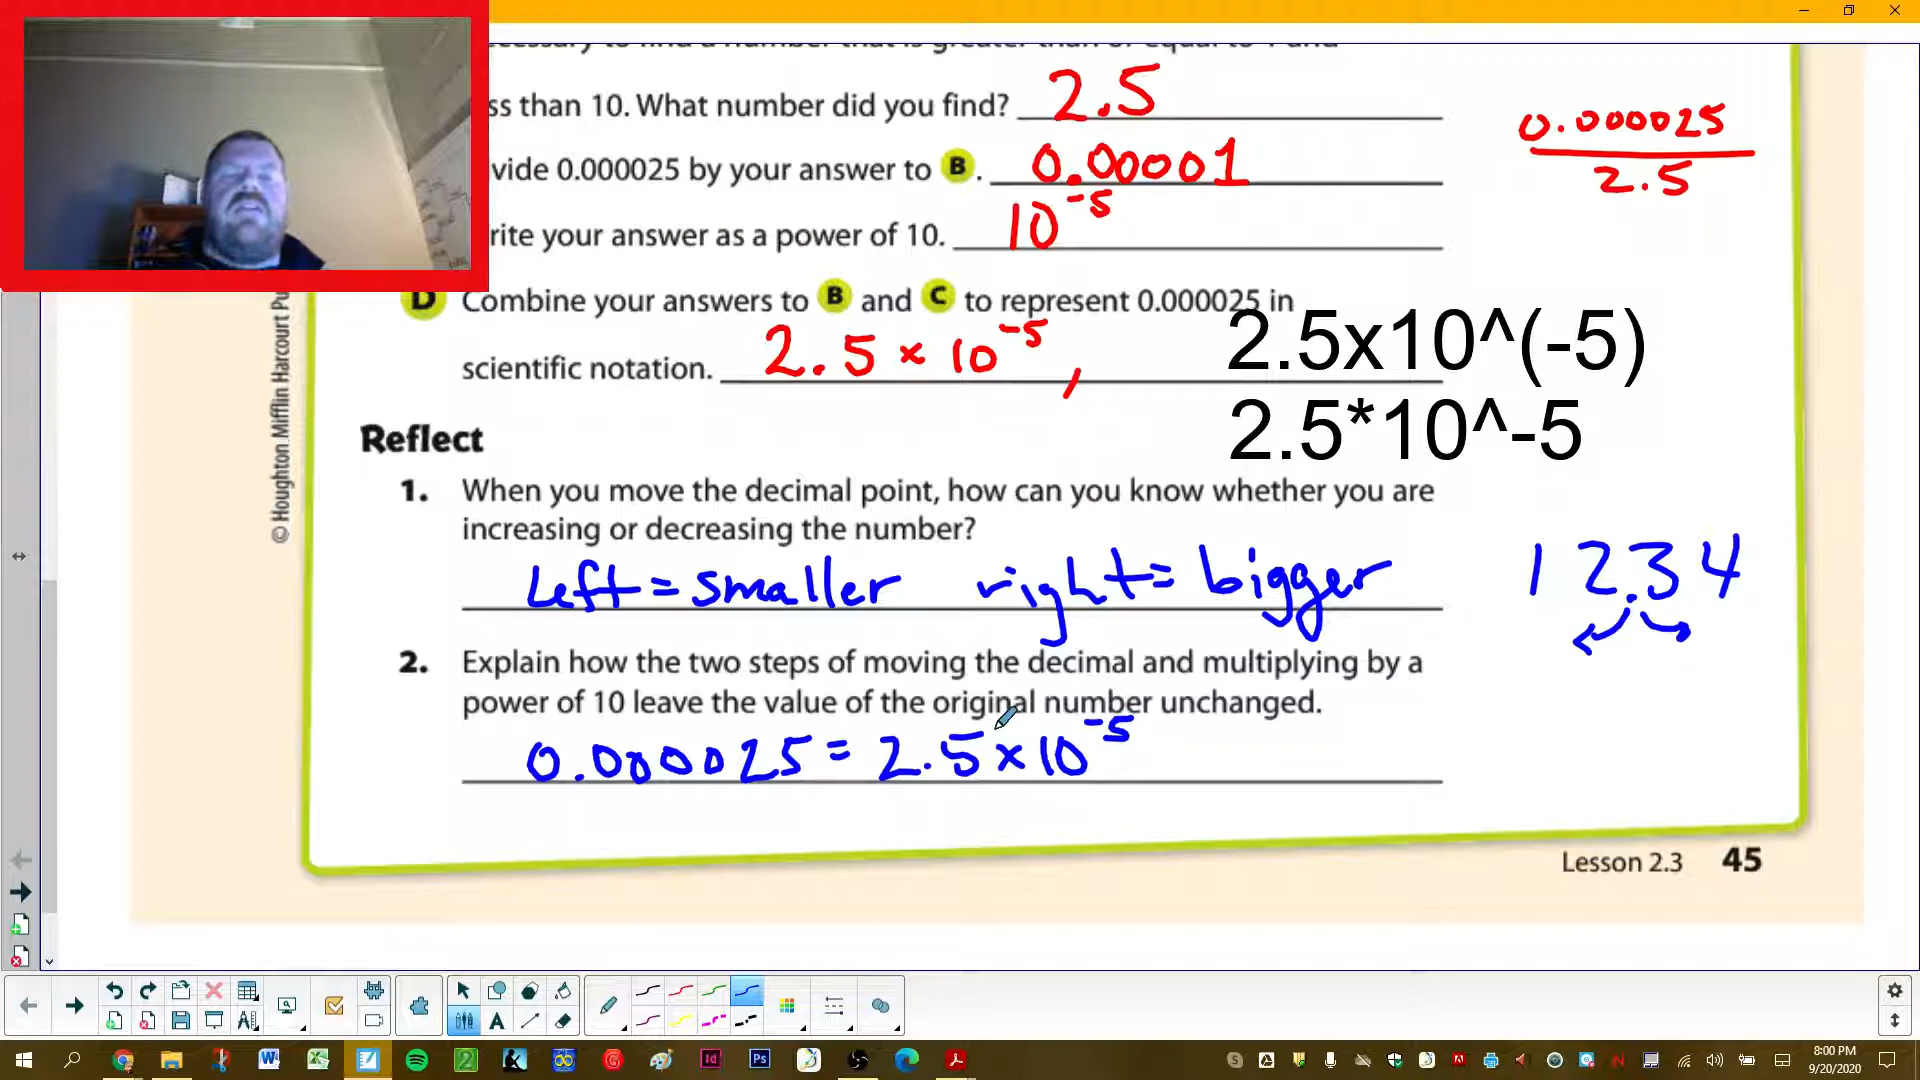 ss than 10. What number did you find? 2.5
0.000025
2.5
vide 0.000025 by your answer to B. 0.00001
rite your answer as a power of 10. 10⁻⁵
D Combine your answers to B and C to represent 0.000025 in
scientific notation. 2.5 × 10⁻⁵,
2.5x10^(-5)
2.5*10^-5
© Houghton Mifflin Harcourt Pu
Reflect
1. When you move the decimal point, how can you know whether you are
increasing or decreasing the number?
Left = smaller right = bigger
12.34
2. Explain how the two steps of moving the decimal and multiplying by a
power of 10 leave the value of the original number unchanged.
0.000025 = 2.5 × 10⁻⁵
Lesson 2.3 45
8:00 PM
9/20/2020